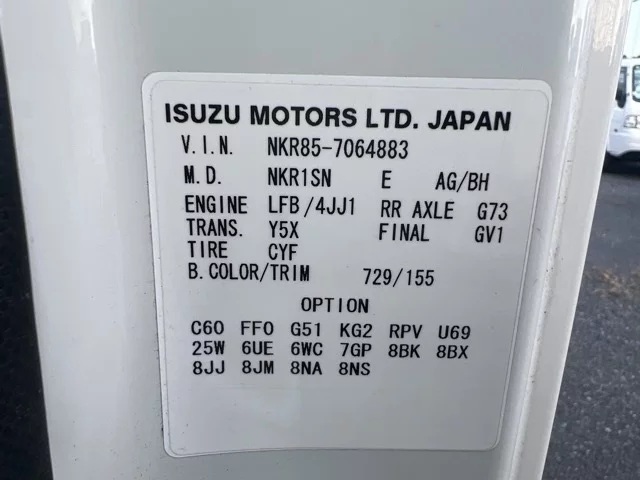 ISUZU MOTORS LTD. JAPAN
V.I.N. NKR85-7064883
M.D. NKR1SN E AG/BH
ENGINE LFB/4JJ1 RR AXLE G73
TRANS. Y5X FINAL GV1
TIRE CYF
B.COLOR/TRIM 729/155
OPTION
C60 FF0 G51 KG2 RPV U69
25W 6UE 6WC 7GP 8BK 8BX
8JJ 8JM 8NA 8NS